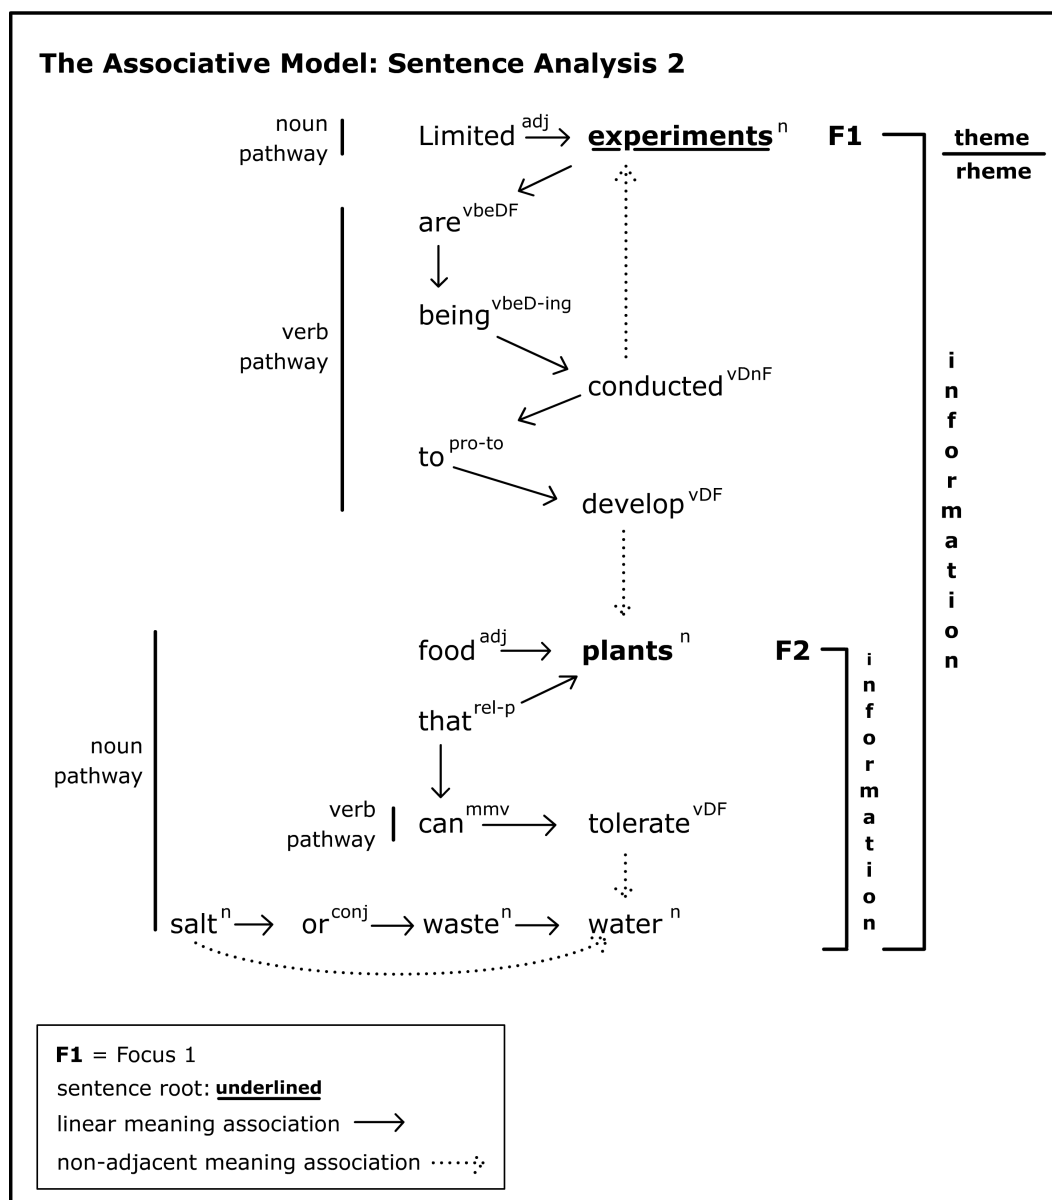 The Associative Model: Sentence Analysis 2
noun
pathway
Limited adj experiments n F1
theme
rheme
are vbeDF
being vbeD-ing
verb
pathway
conducted vDnF
to pro-to
develop vDF
information
food adj plants n F2
that rel-p
noun
pathway
verb
pathway
can mmv tolerate vDF
information
salt n or conj waste n water n
F1 = Focus 1
sentence root: underlined
linear meaning association
non-adjacent meaning association